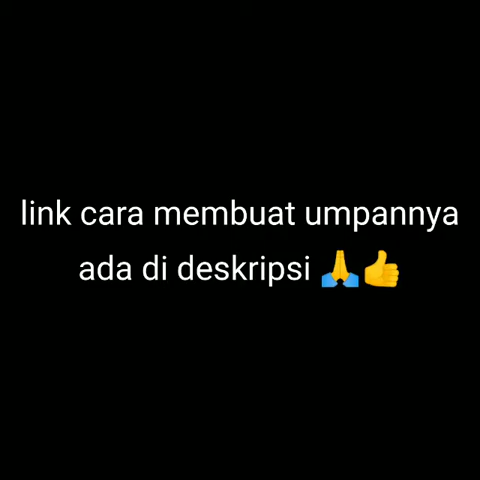 link cara membuat umpannya
ada di deskripsi 🙏👍